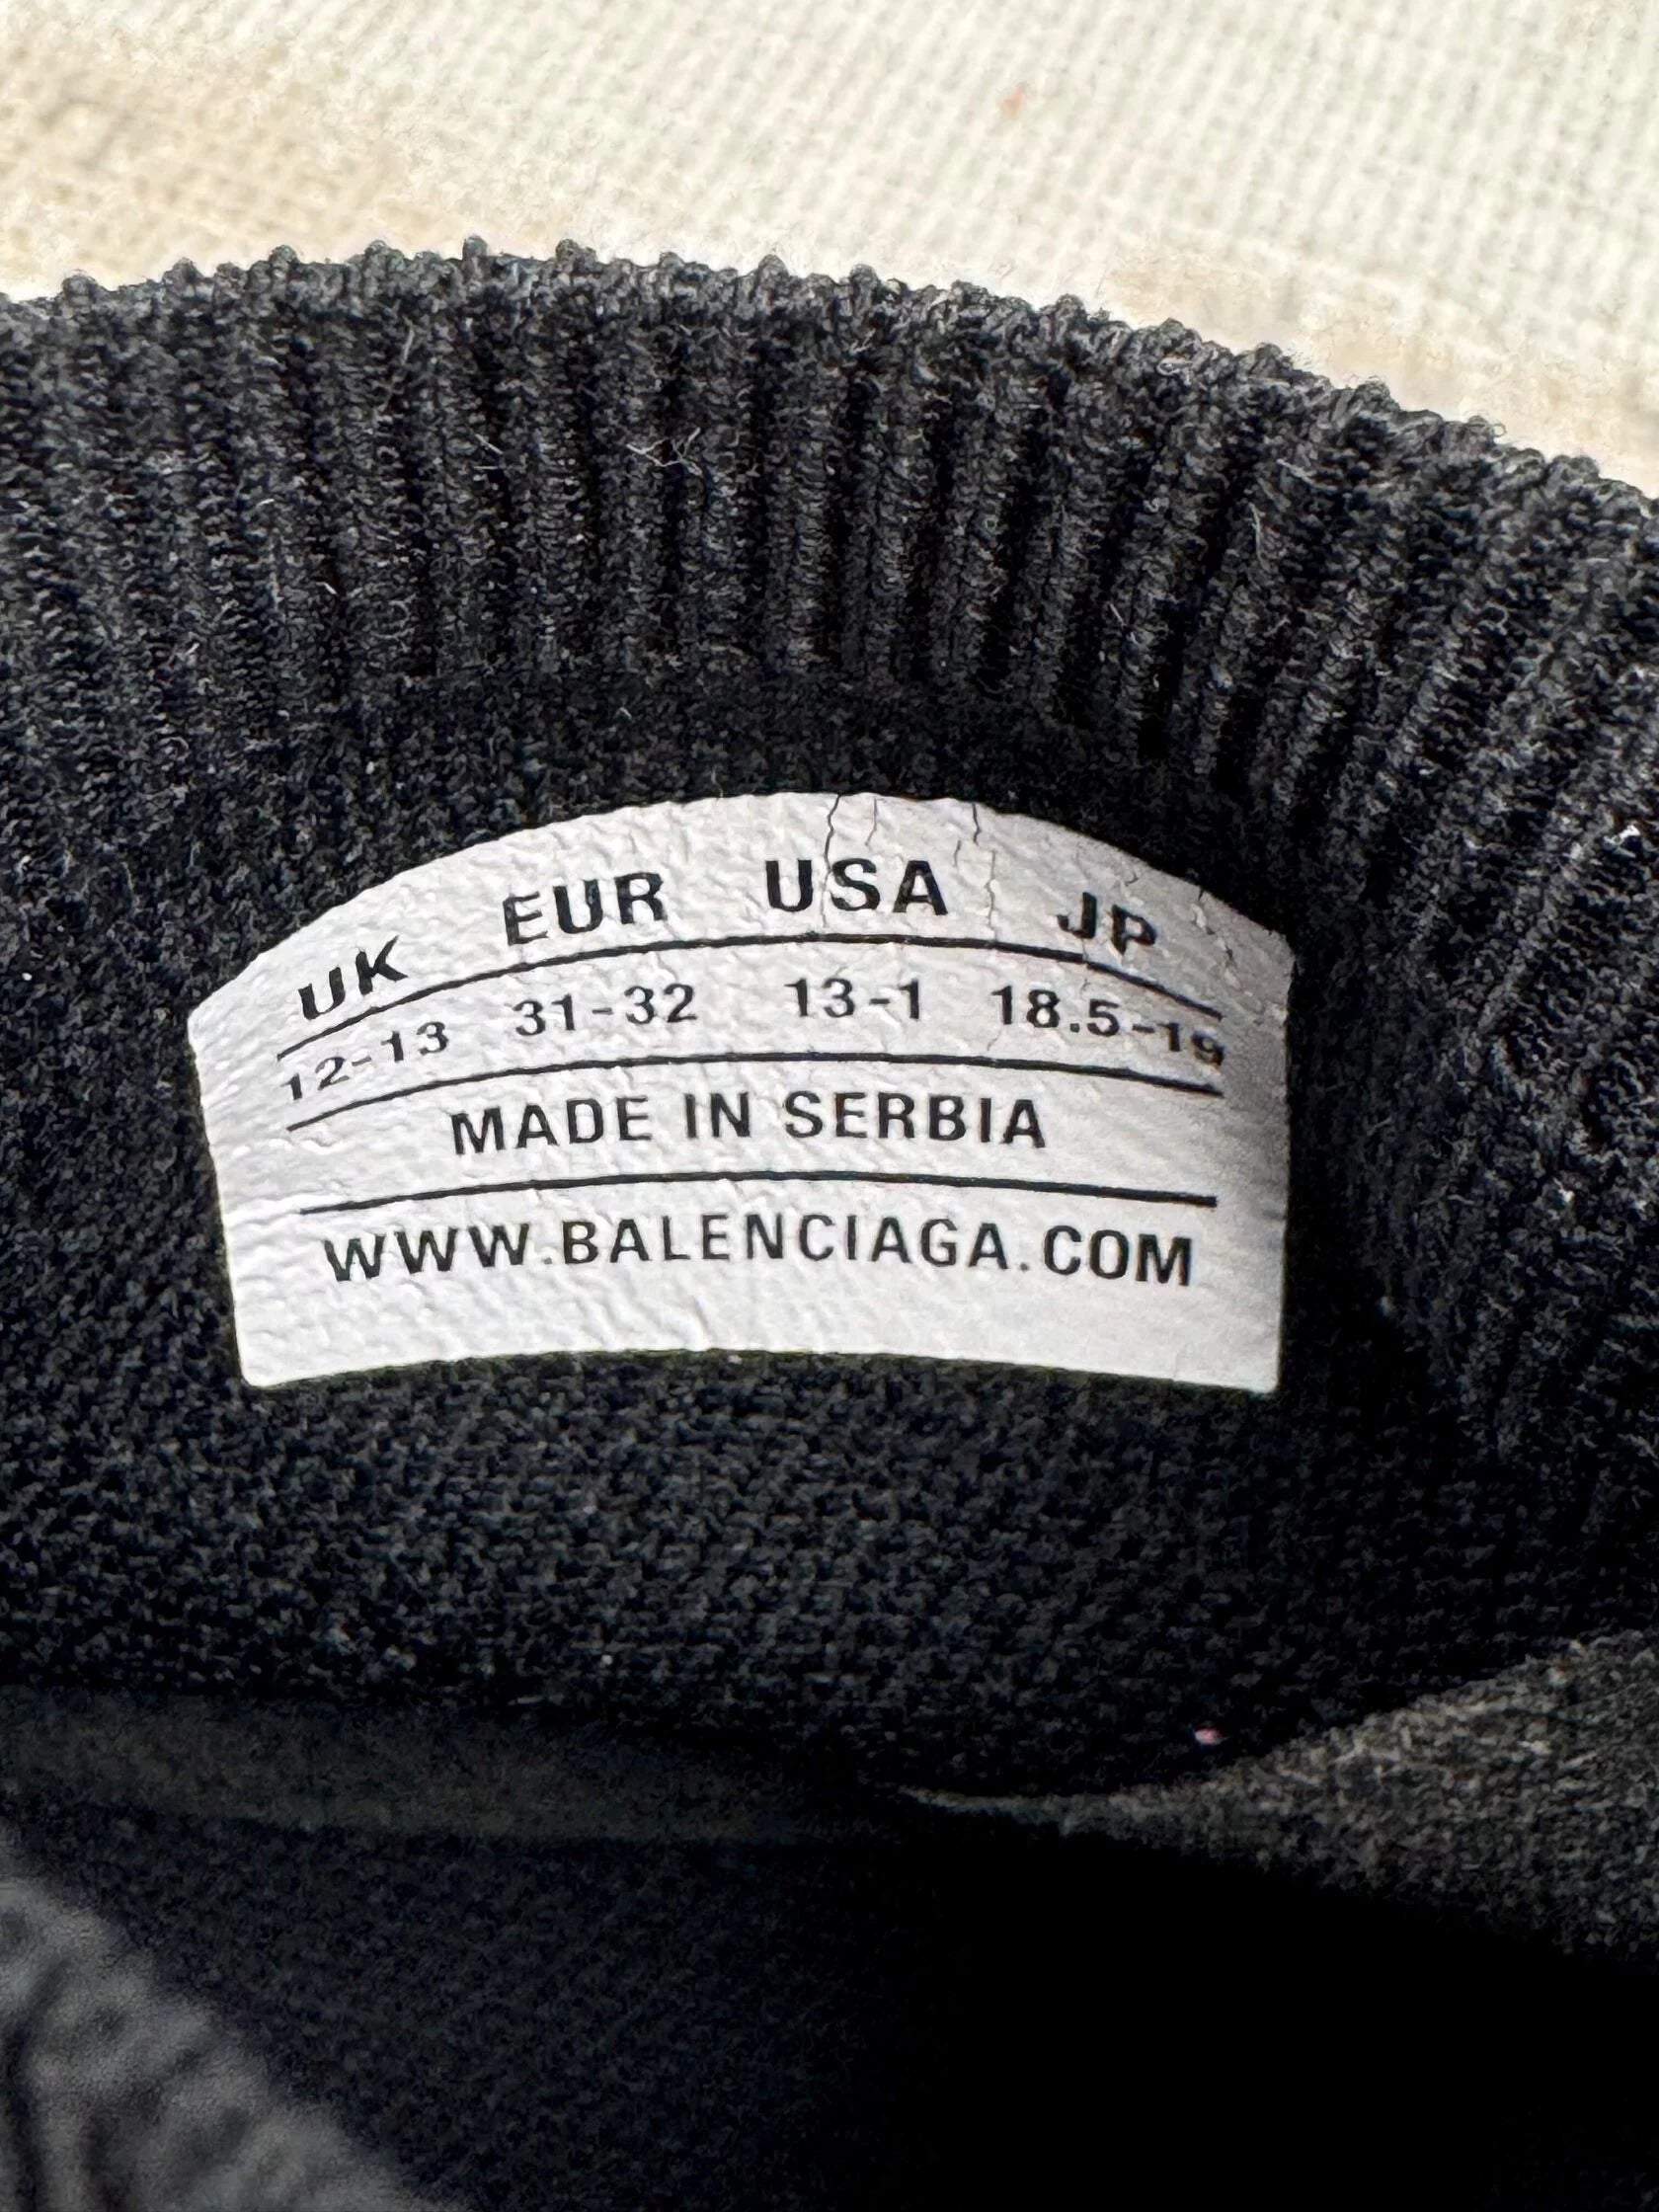 UK EUR USA JP
12-13 31-32 13-1 18.5-19
MADE IN SERBIA
WWW.BALENCIAGA.COM